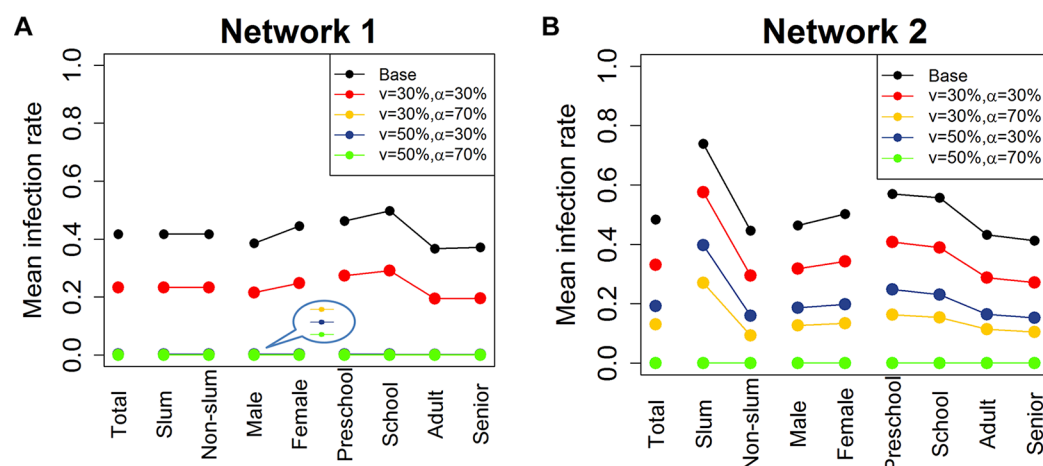 A
Network 1
Mean infection rate
1.0
0.8
0.6
0.4
0.2
0.0
Base
v=30%,α=30%
v=30%,α=70%
v=50%,α=30%
v=50%,α=70%
Total
Slum
Non-slum
Male
Female
Preschool
School
Adult
Senior
B
Network 2
Mean infection rate
1.0
0.8
0.6
0.4
0.2
0.0
Base
v=30%,α=30%
v=30%,α=70%
v=50%,α=30%
v=50%,α=70%
Total
Slum
Non-slum
Male
Female
Preschool
School
Adult
Senior